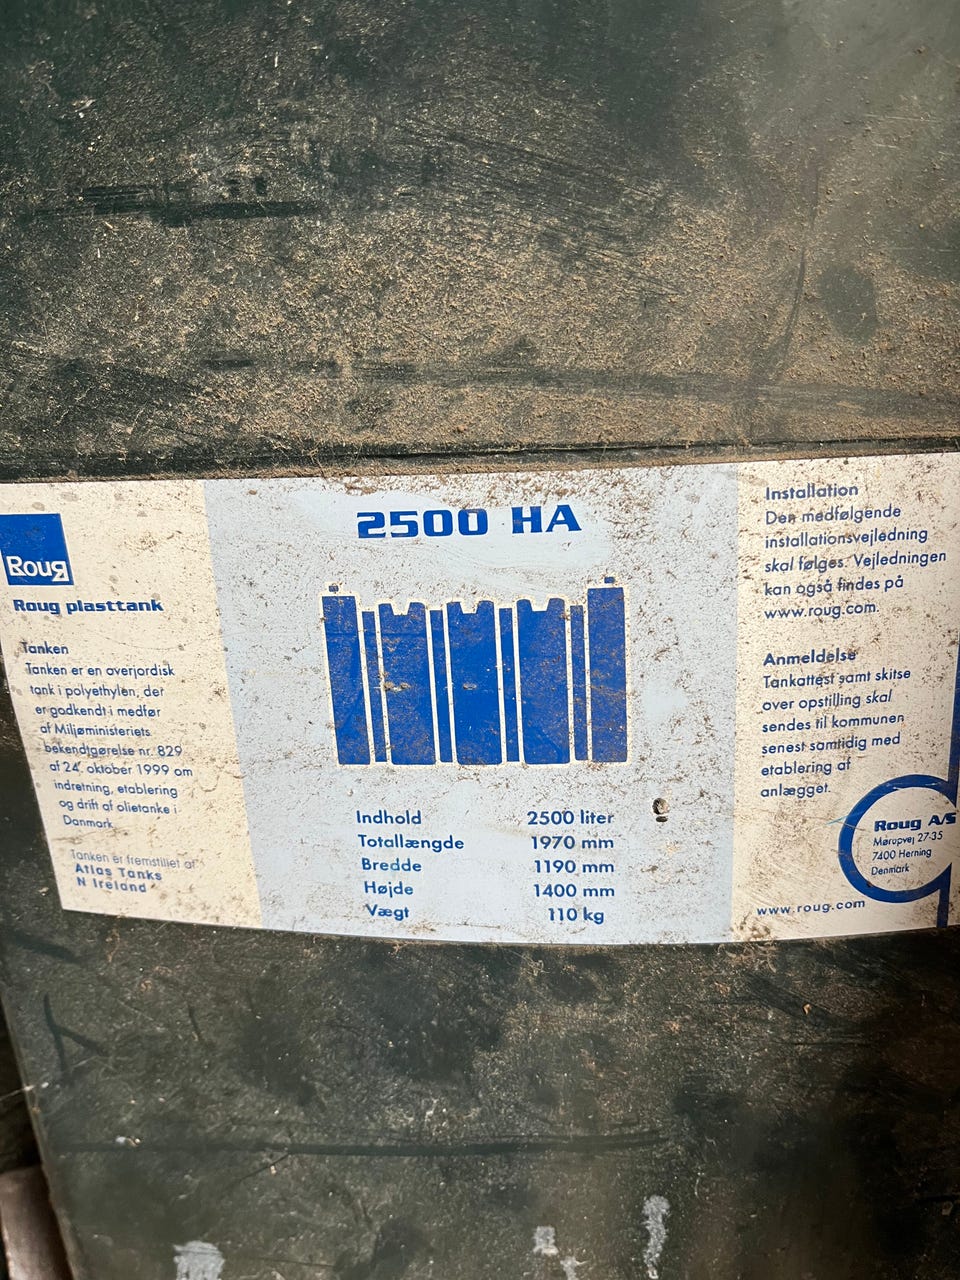 Roug
Roug plasttank
Tanken
Tanken er en overjordisk
tank i polyethylen, der
er godkendt i medfør
af Miljøministeriets
bekendtgørelse nr. 829
af 24. oktober 1999 om
indretning, etablering
og drift af olietanke i
Danmark.
Tanken er fremstillet af
Atlas Tanks
N Ireland
2500 HA
Indhold 2500 liter
Totallængde 1970 mm
Bredde 1190 mm
Højde 1400 mm
Vægt 110 kg
Installation
Den medfølgende
installationsvejledning
skal følges. Vejledningen
kan også findes på
www.roug.com.
Anmeldelse
Tankattest samt skitse
over opstilling skal
sendes til kommunen
senest samtidig med
etablering af
anlægget.
Roug A/S
Mørupvej 27-35
7400 Herning
Denmark
www.roug.com